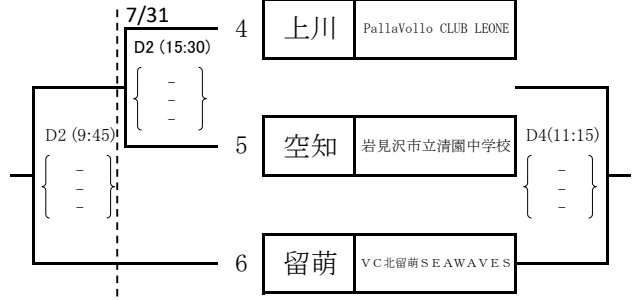 7/31
4 上川 PallaVollo CLUB LEONE
D2 (15:30)
–
–
–
D2 (9:45)
–
–
–
5 空知 岩見沢市立清園中学校
D4(11:15)
–
–
–
6 留萌 ＶＣ北留萌ＳＥＡＷＡＶＥＳ